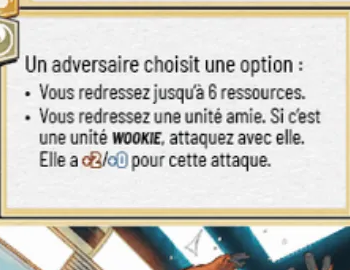 Un adversaire choisit une option :
• Vous redressez jusqu'à 6 ressources.
• Vous redressez une unité amie. Si c'est
une unité WOOKIE, attaquez avec elle.
Elle a +2/+0 pour cette attaque.